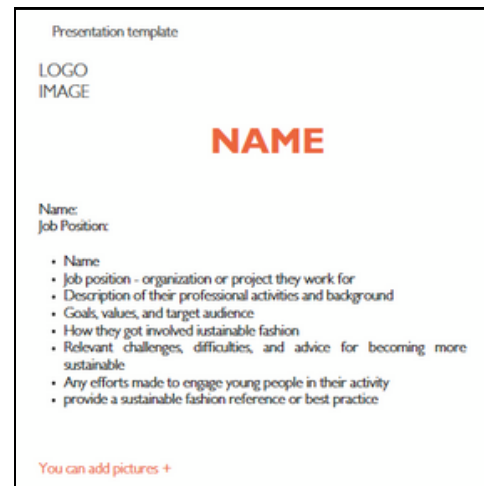 Presentation template
LOGO
IMAGE
NAME
Name:
Job Position:
• Name
• Job position - organization or project they work for
• Description of their professional activities and background
• Goals, values, and target audience
• How they got involved iustainable fashion
• Relevant challenges, difficulties, and advice for becoming more
sustainable
• Any efforts made to engage young people in their activity
• provide a sustainable fashion reference or best practice
You can add pictures +